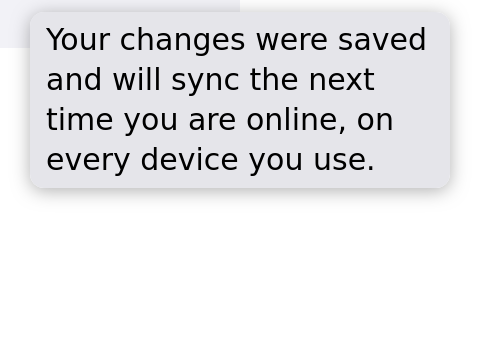 Your changes were saved
and will sync the next
time you are online, on
every device you use.